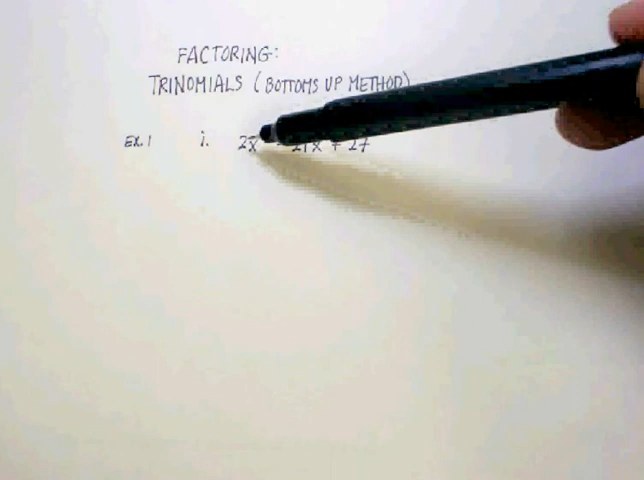 FACTORING:
TRINOMIALS (BOTTOMS UP METHOD)
EX.1 i. 2x - 21x + 27